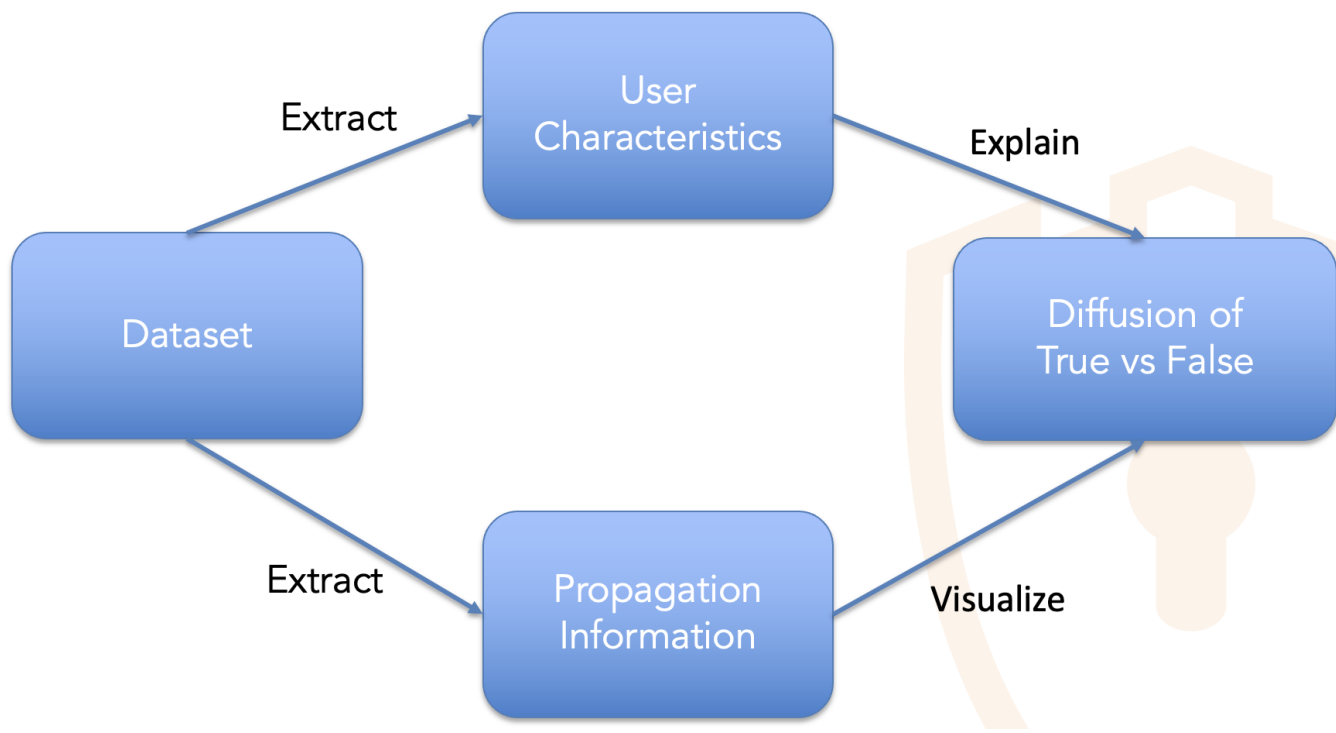 User
Characteristics
Extract
Explain
Dataset
Diffusion of
True vs False
Extract
Propagation
Information
Visualize